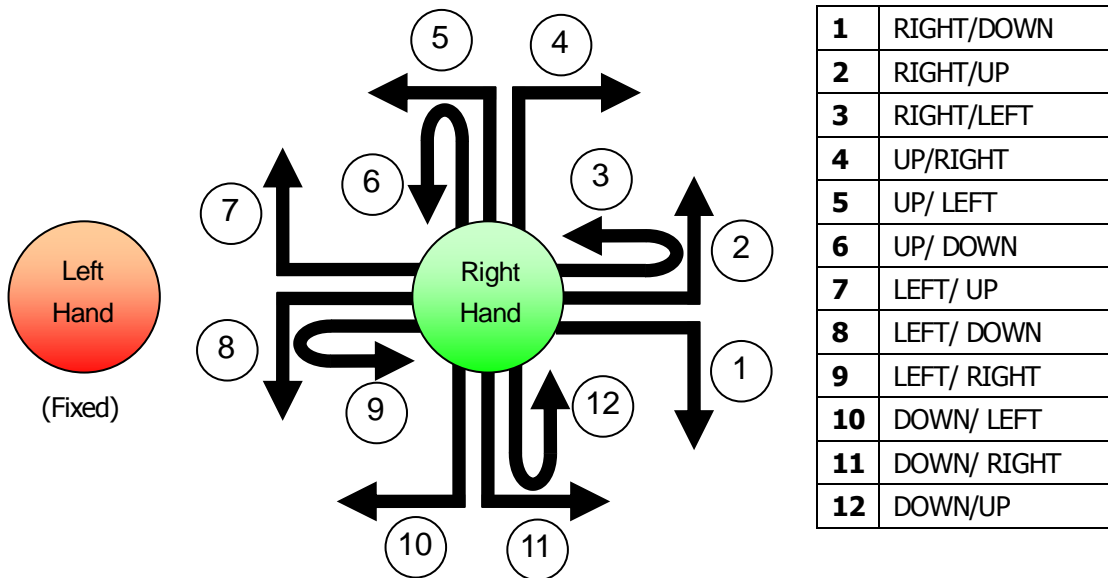 5
4
6
3
7
2
Left
Hand
(Fixed)
Right
Hand
8
9
12
1
10
11
1 RIGHT/DOWN
2 RIGHT/UP
3 RIGHT/LEFT
4 UP/RIGHT
5 UP/ LEFT
6 UP/ DOWN
7 LEFT/ UP
8 LEFT/ DOWN
9 LEFT/ RIGHT
10 DOWN/ LEFT
11 DOWN/ RIGHT
12 DOWN/UP